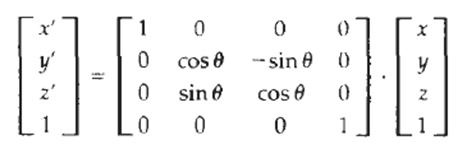 x′ 1 0 0 0 x
y′ 0 cos θ −sin θ 0 y
= ·
z′ 0 sin θ cos θ 0 z
1 0 0 0 1 1